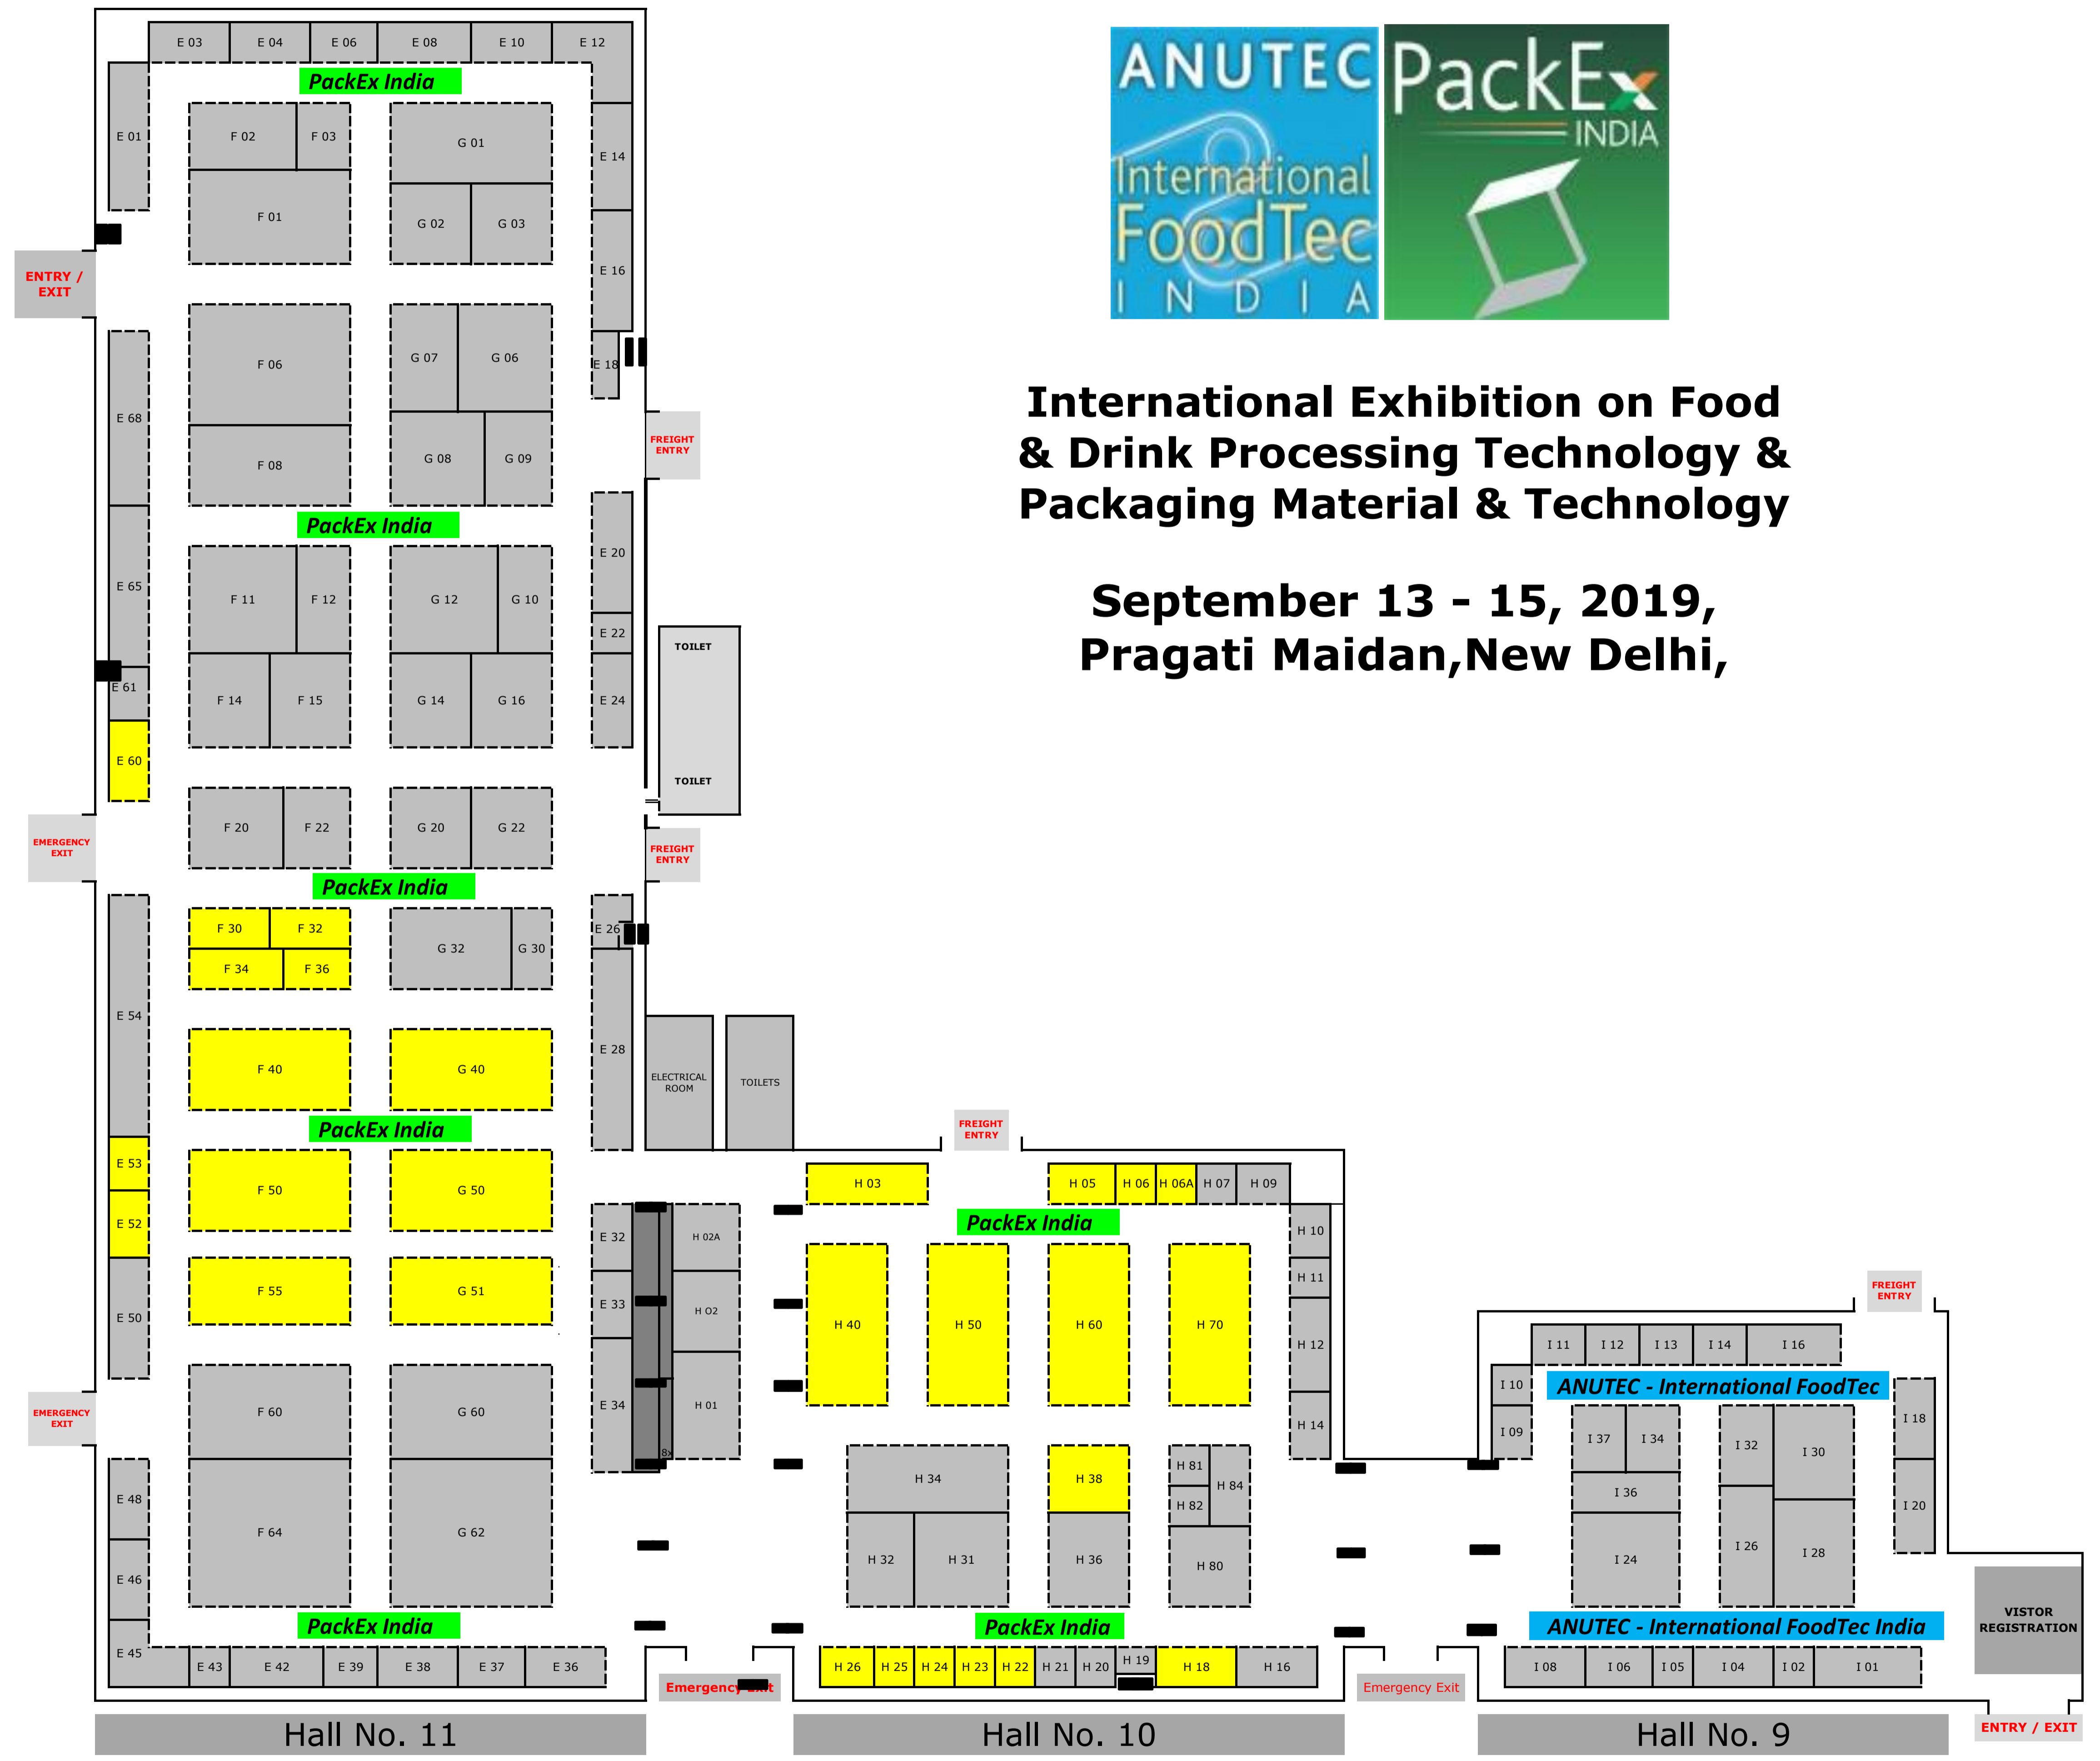 E 03
E 04
E 06
E 08
E 10
E 12
PackEx India
E 01
F 02
F 03
G 01
E 14
F 01
G 02
G 03
E 16
ENTRY /
EXIT
F 06
G 07
G 06
E 18
E 68
F 08
G 08
G 09
FREIGHT
ENTRY
PackEx India
E 65
F 11
F 12
G 12
G 10
E 20
E 22
TOILET
E 61
F 14
F 15
G 14
G 16
E 24
E 60
TOILET
EMERGENCY
EXIT
F 20
F 22
G 20
G 22
FREIGHT
ENTRY
PackEx India
F 30
F 32
G 32
G 30
E 26
F 34
F 36
E 54
F 40
G 40
E 28
ELECTRICAL
ROOM
TOILETS
PackEx India
E 53
F 50
G 50
E 52
E 32
H 02A
E 50
F 55
G 51
E 33
H O2
EMERGENCY
EXIT
F 60
G 60
E 34
H 01
8x
E 48
F 64
G 62
E 46
PackEx India
E 45
E 43
E 42
E 39
E 38
E 37
E 36
Emergency Exit
Hall No. 11
ANUTEC
International
FoodTec
INDIA
PackEx
INDIA
International Exhibition on Food
& Drink Processing Technology &
Packaging Material & Technology
September 13 - 15, 2019,
Pragati Maidan,New Delhi,
FREIGHT
ENTRY
H 03
H 05
H 06
H 06A
H 07
H 09
PackEx India
H 10
H 11
H 40
H 50
H 60
H 70
H 12
H 14
H 34
H 38
H 81
H 84
H 82
H 32
H 31
H 36
H 80
PackEx India
H 26
H 25
H 24
H 23
H 22
H 21
H 20
H 19
H 18
H 16
Emergency Exit
Hall No. 10
FREIGHT
ENTRY
I 11
I 12
I 13
I 14
I 16
I 10
ANUTEC - International FoodTec
I 09
I 37
I 34
I 32
I 30
I 18
I 36
I 20
I 24
I 26
I 28
ANUTEC - International FoodTec India
VISTOR
REGISTRATION
I 08
I 06
I 05
I 04
I 02
I 01
ENTRY / EXIT
Hall No. 9